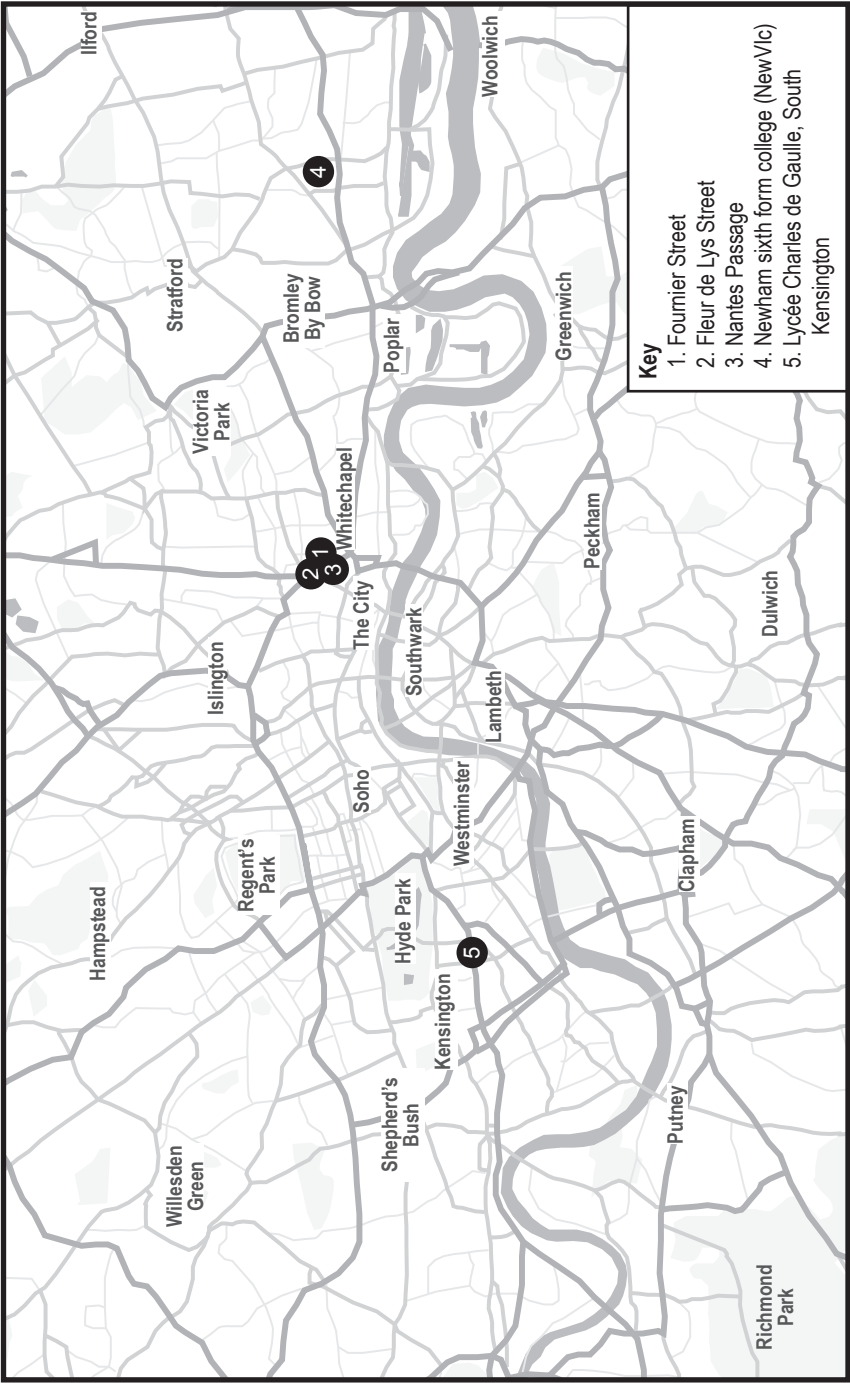 Ilford
Hampstead
Stratford
Willesden
Green
Victoria
Park
Islington
Regent's
Park
Bromley
By Bow
2
1
3
4
Whitechapel
Soho
The City
Poplar
Shepherd's
Bush
Hyde Park
Southwark
Kensington
Westminster
5
Woolwich
Lambeth
Greenwich
Peckham
Putney
Clapham
Dulwich
Richmond
Park
Key
1. Fournier Street
2. Fleur de Lys Street
3. Nantes Passage
4. Newham sixth form college (NewVIc)
5. Lycée Charles de Gaulle, South
Kensington